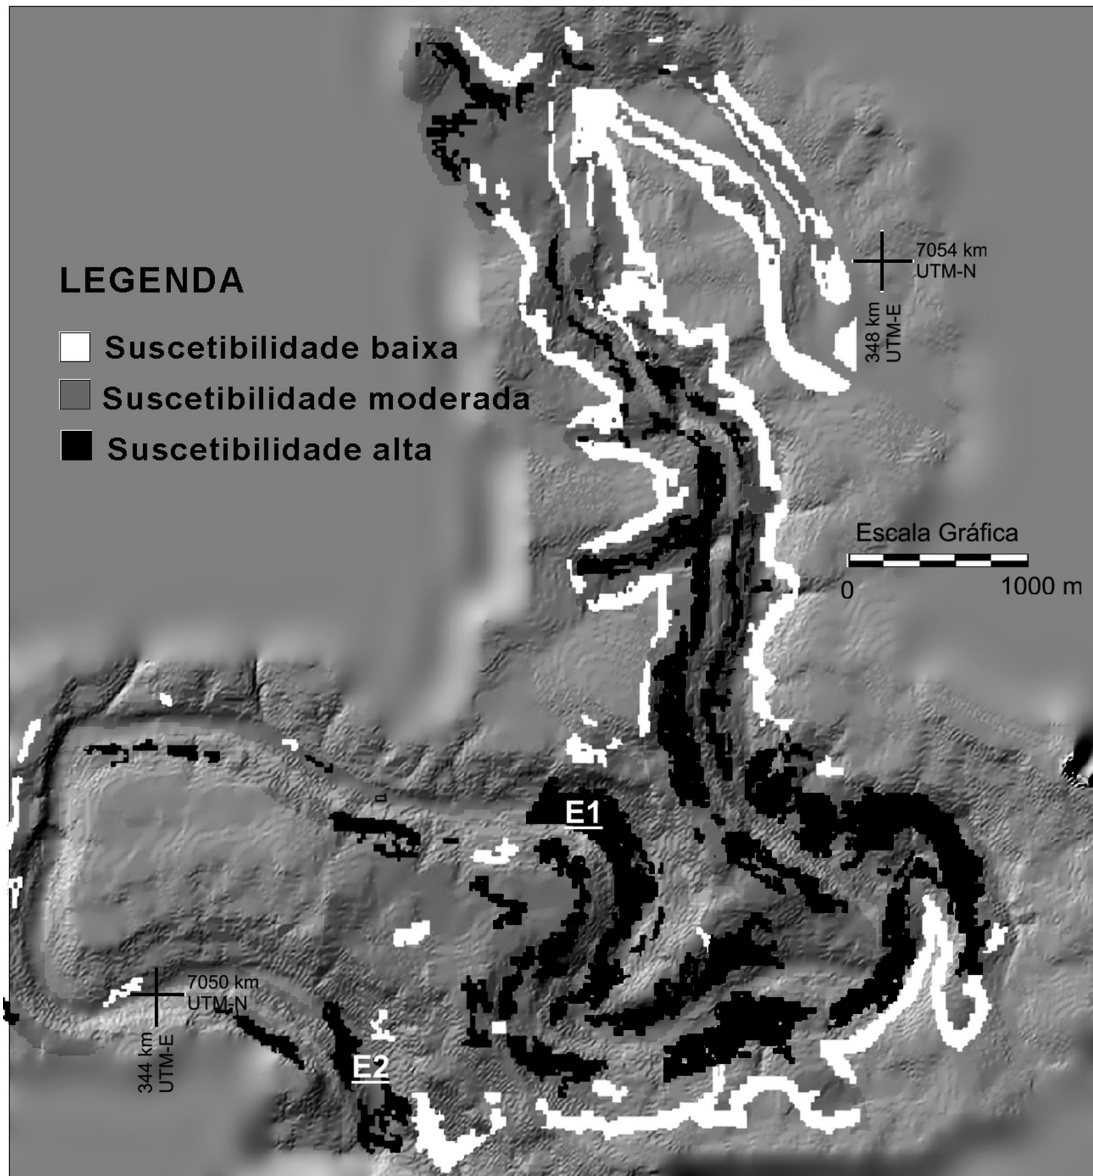 7054 km
UTM-N
348 km
UTM-E
LEGENDA
Suscetibilidade baixa
Suscetibilidade moderada
Suscetibilidade alta
Escala Gráfica
0 1000 m
E1
7050 km
UTM-N
344 km
UTM-E
E2